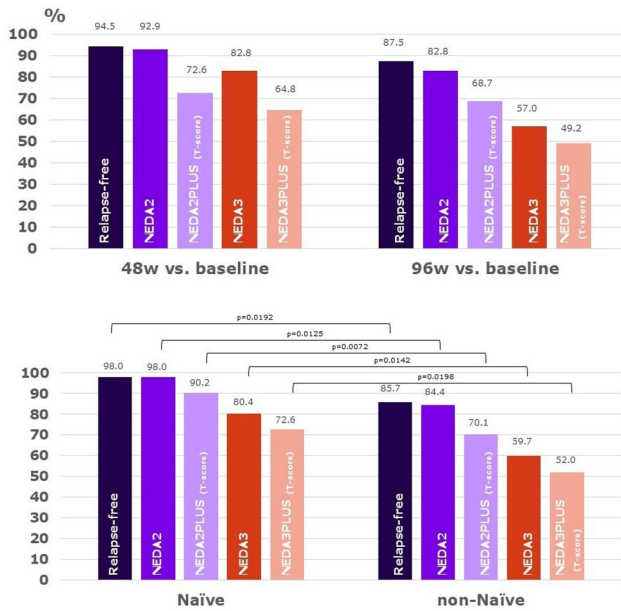 %
100
90
80
70
60
50
40
30
20
10
0
94.5
92.9
72.6
82.8
64.8
Relapse-free
NEDA2
NEDA2PLUS (T-score)
NEDA3
NEDA3PLUS (T-score)
48w vs. baseline
87.5
82.8
68.7
57.0
49.2
Relapse-free
NEDA2
NEDA2PLUS (T-score)
NEDA3
NEDA3PLUS
(T-score)
96w vs. baseline
p=0.0192
p=0.0125
p=0.0072
p=0.0142
p=0.0198
100
90
80
70
60
50
40
30
20
10
0
98.0
98.0
90.2
80.4
72.6
Relapse-free
NEDA2
NEDA2PLUS (T-score)
NEDA3
NEDA3PLUS (T-score)
Naïve
85.7
84.4
70.1
59.7
52.0
Relapse-free
NEDA2
NEDA2PLUS (T-score)
NEDA3
NEDA3PLUS
(T-score)
non-Naïve